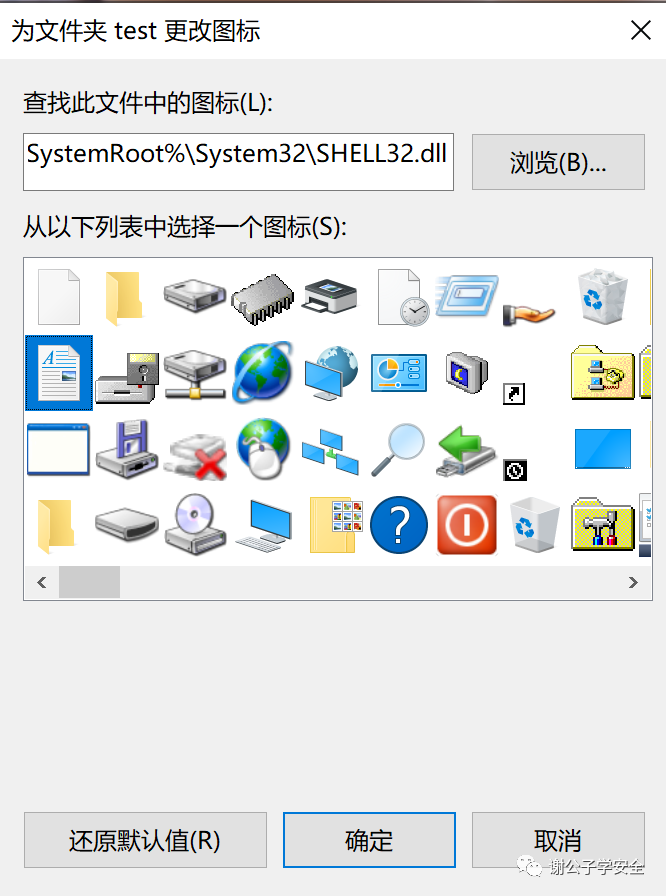 为文件夹 test 更改图标
查找此文件中的图标(L):
SystemRoot%\System32\SHELL32.dll
浏览(B)...
从以下列表中选择一个图标(S):
还原默认值(R)
确定
取消
谢公子学安全